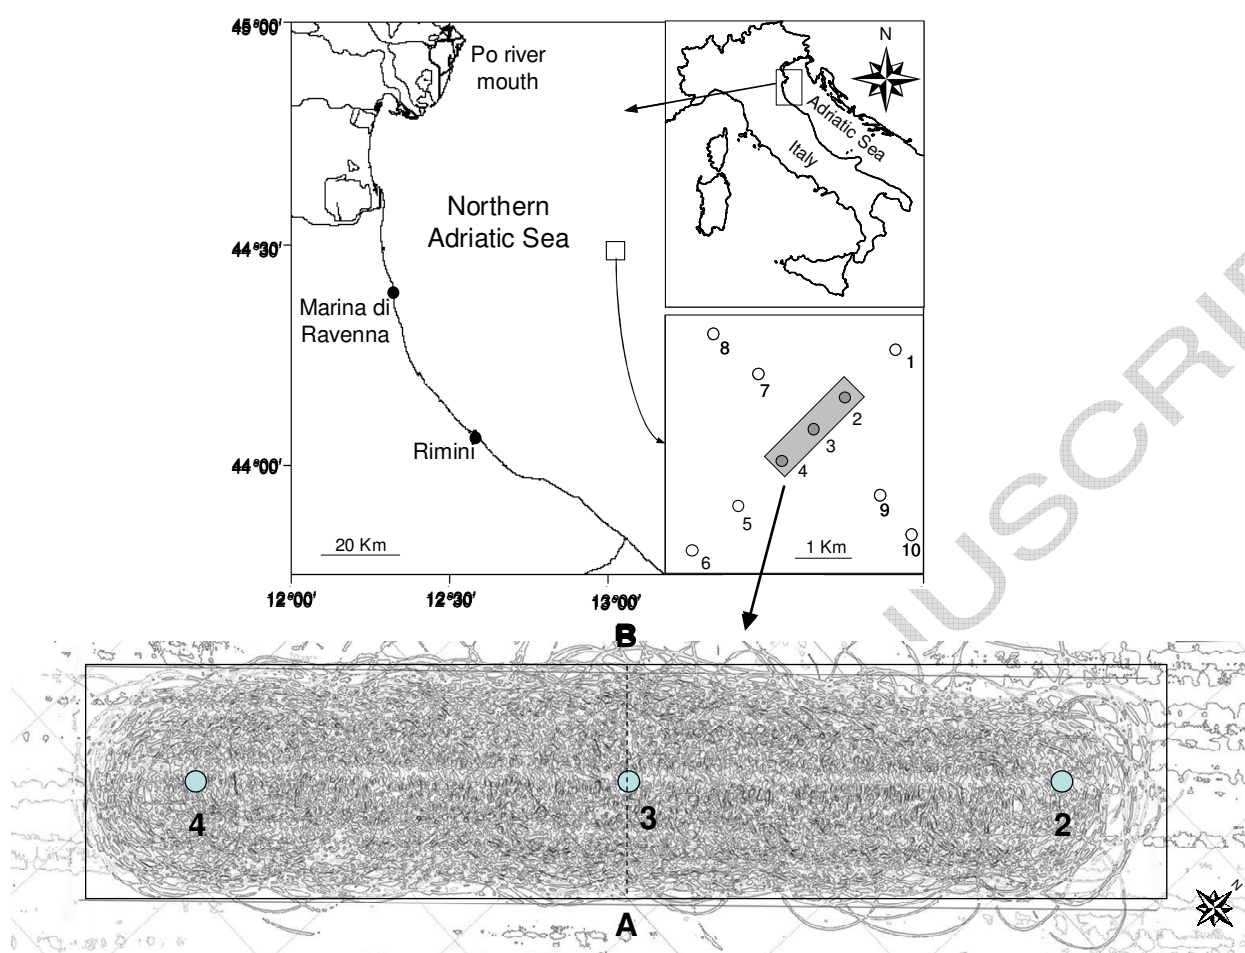 45°00'
Po river
mouth
N
Adriatic Sea
Italy
Northern
Adriatic Sea
44°30'
Marina di
Ravenna
Rimini
44°00'
20 Km
12°00'
12°30'
13°00'
8
1
7
2
3
4
5
9
6
10
1 Km
B
4
3
2
A
N
USCRI